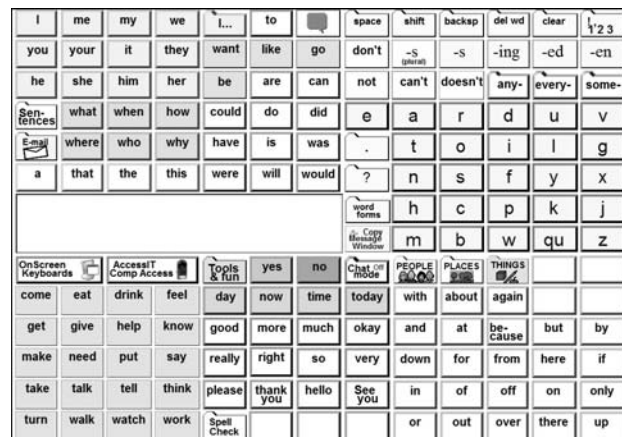 I me my we I... to space shift backsp del wd clear 1'2 3
you your it they want like go don't -s (plural) -s -ing -ed -en
he she him her be are can not can't doesn't any- every- some-
Sen-tences what when how could do did e a r d u v
E-mail where who why have is was . t o i l g
a that the this were will would ? n s f y x
word forms h c p k j
Copy Message Window m b w qu z
OnScreen Keyboards AccessIT Comp Access Tools & fun yes no Chat Off mode PEOPLE PLACES THINGS
come eat drink feel day now time today with about again
get give help know good more much okay and at be-cause but by
make need put say really right so very down for from here if
take talk tell think please thank you hello See you in of off on only
turn walk watch work Spell Check or out over there up